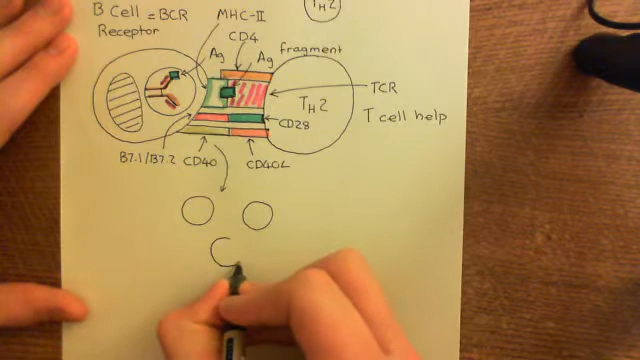 TH2
B Cell = BCR
Receptor
MHC-II
CD4
Ag
Ag fragment
TCR
TH2
T cell help
CD28
B7.1/B7.2
CD40
CD40L